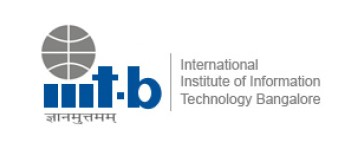 iiit-b
ज्ञानमुत्तमम्
International
Institute of Information
Technology Bangalore